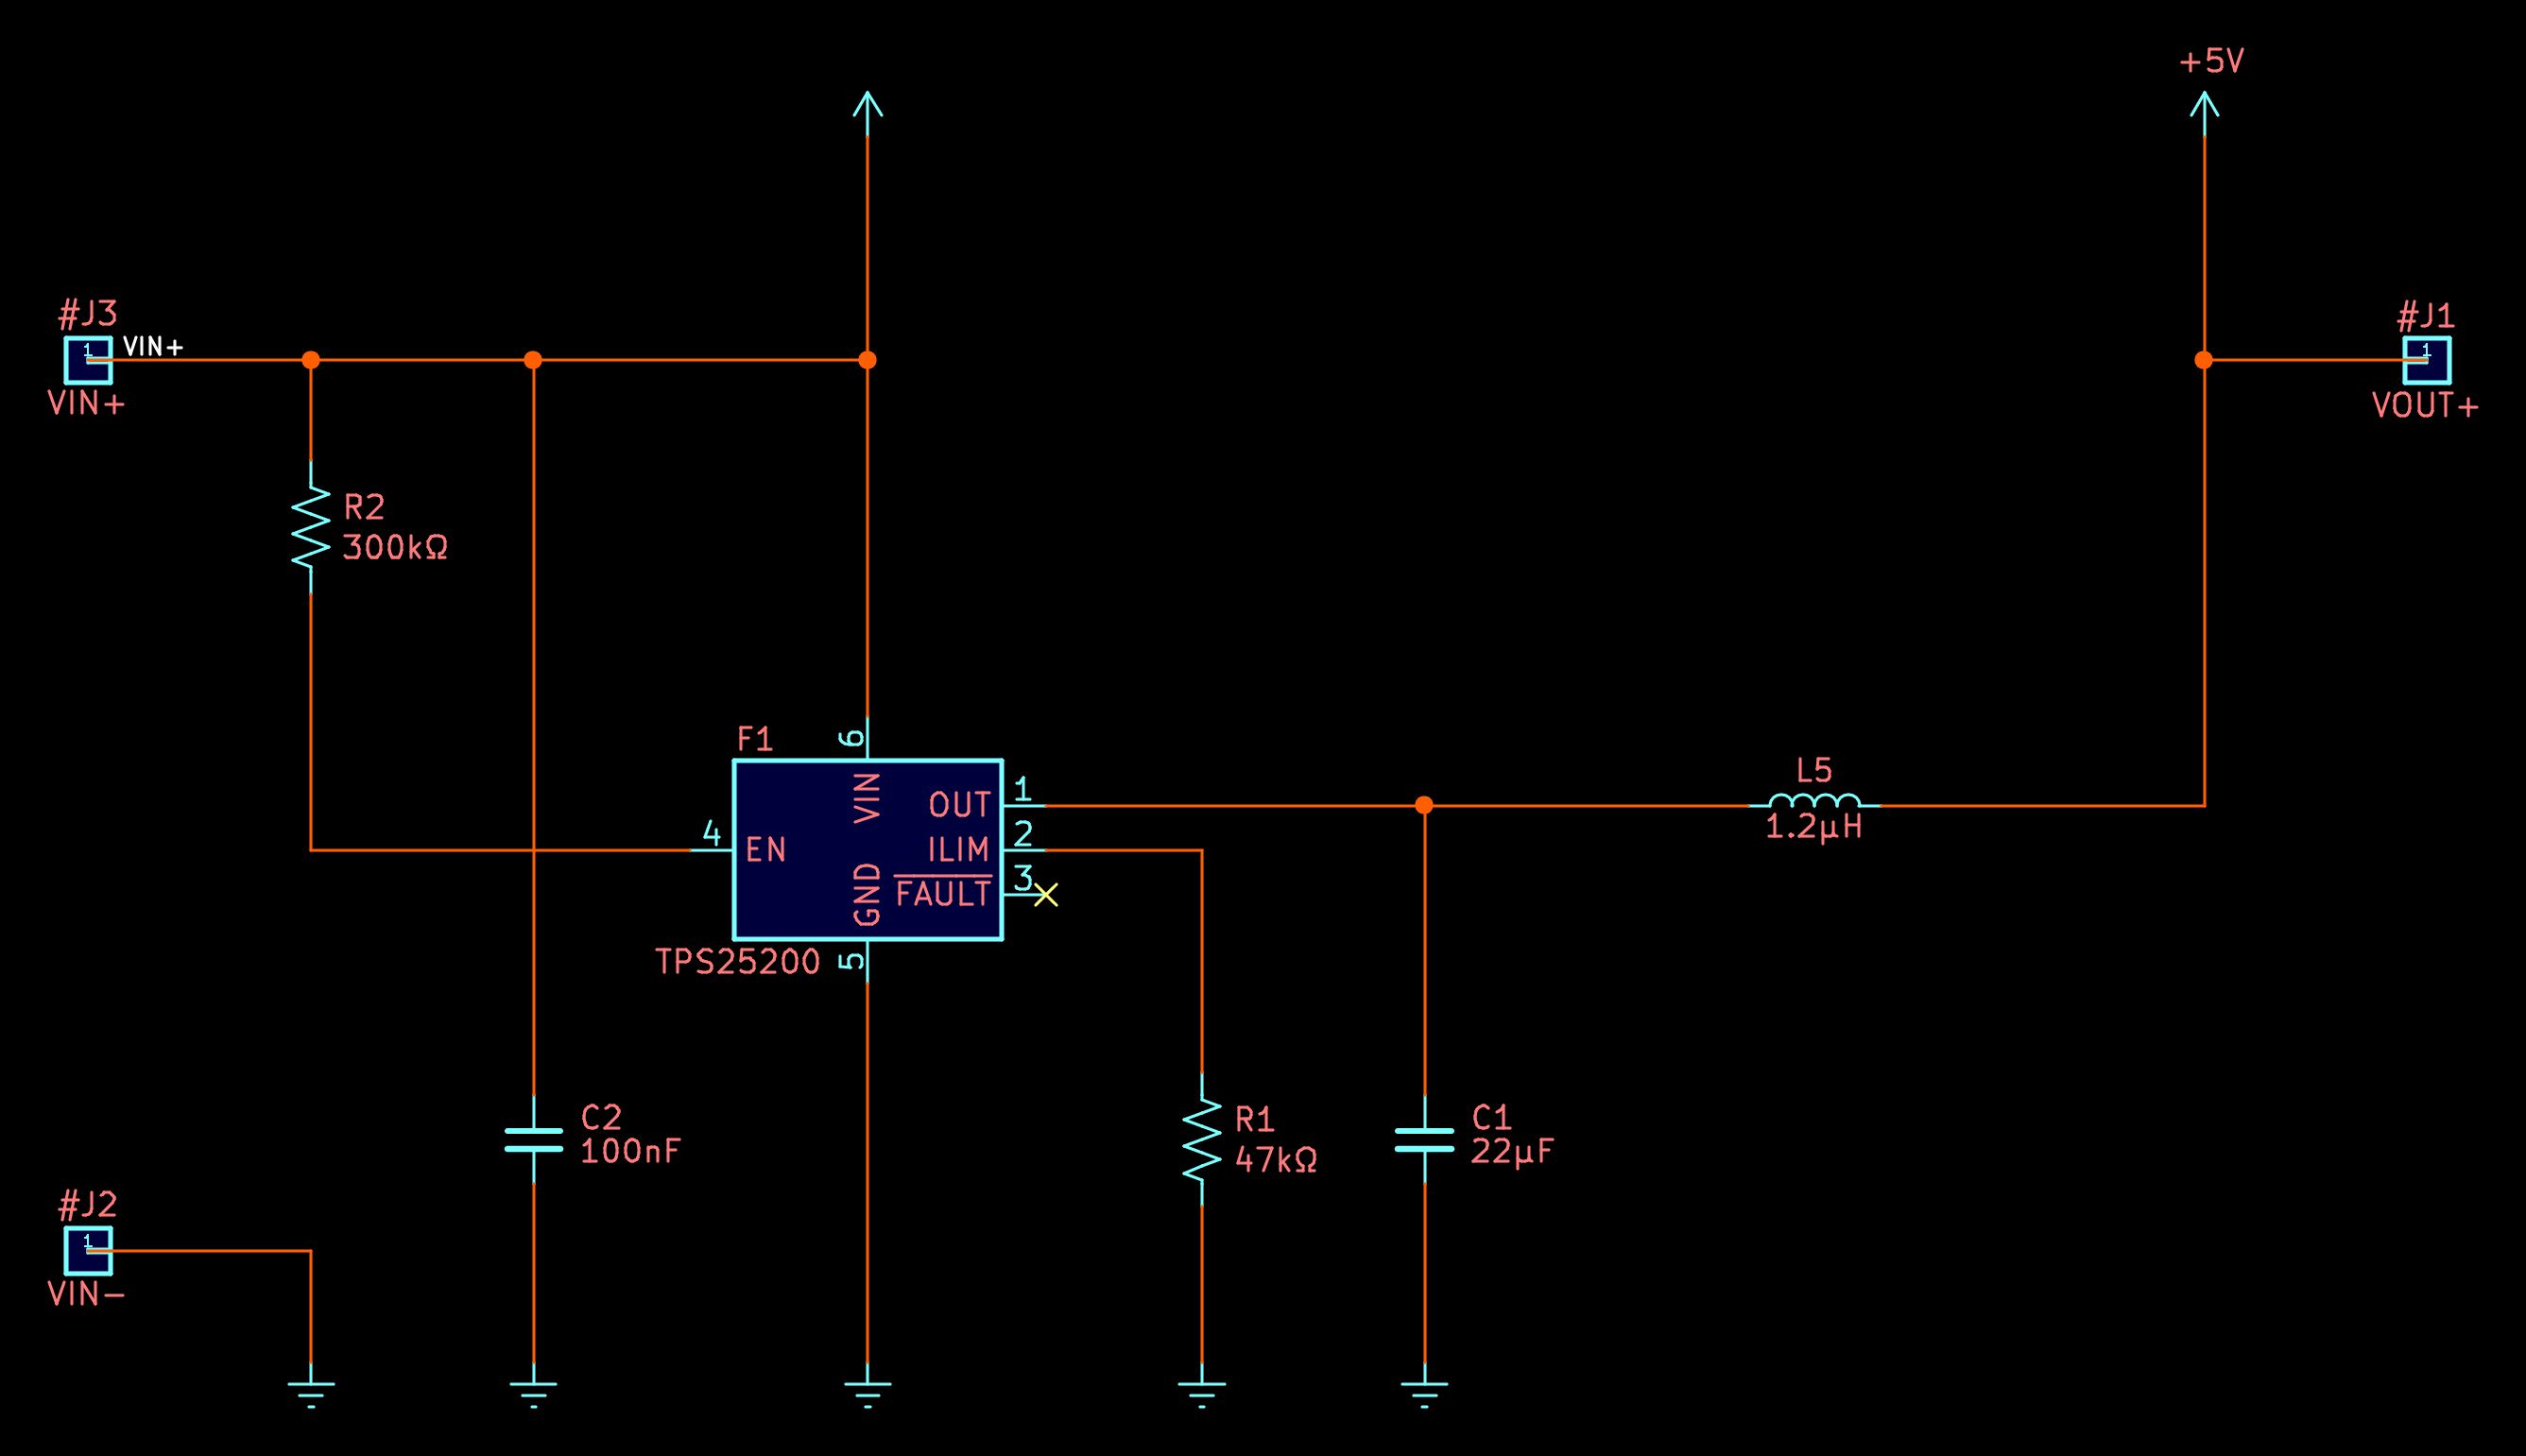 +5V
#J3
1
VIN+
VIN+
#J1
1
VOUT+
R2
300kΩ
F1
6
VIN
4
EN
OUT
1
ILIM
2
FAULT
3
GND
5
TPS25200
L5
1.2µH
C2
100nF
R1
47kΩ
C1
22µF
#J2
1
VIN-